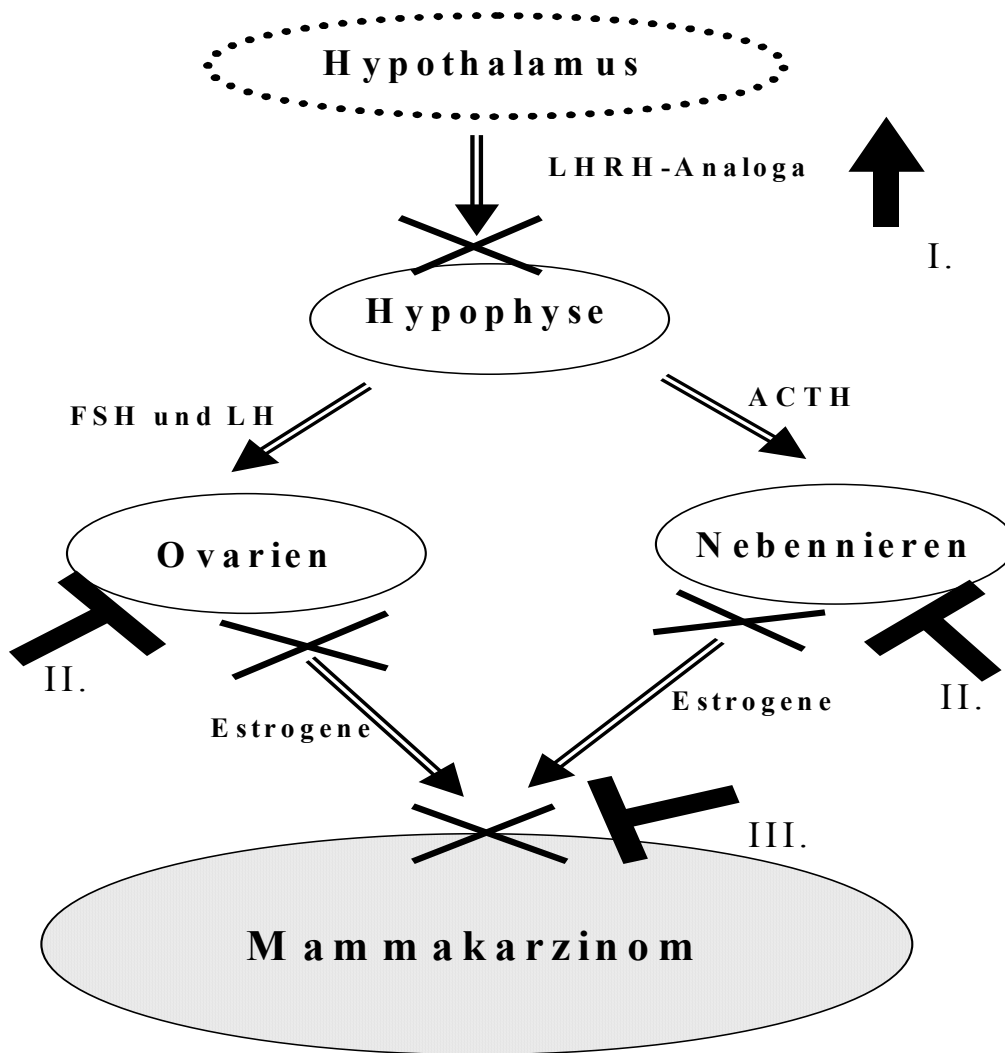 Hypothalamus
LHRH-Analoga
I.
Hypophyse
FSH und LH
ACTH
Ovarien
Nebennieren
II.
II.
Estrogene
Estrogene
III.
Mammakarzinom